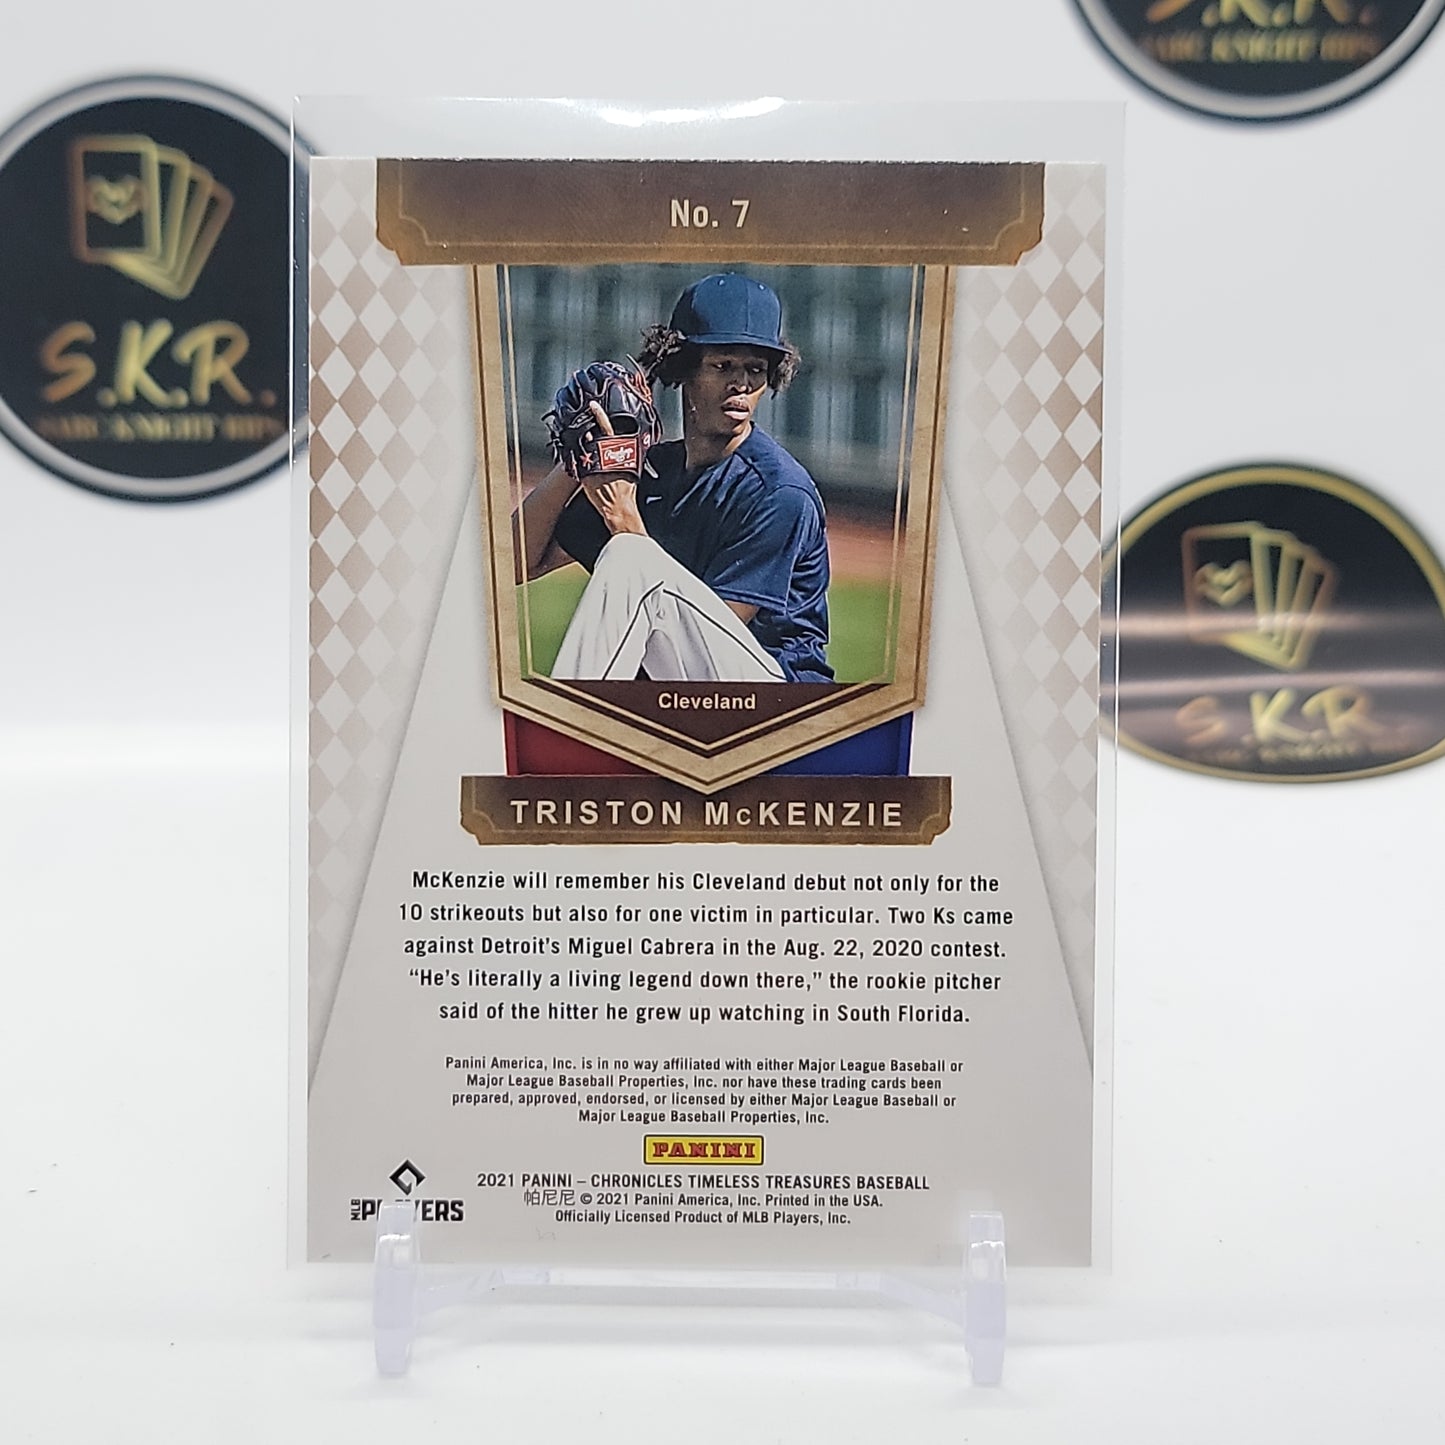 S.K.R.
No. 7
S.K.R.
Rawlings
Cleveland
S.K.R.
TRISTON McKENZIE
McKenzie will remember his Cleveland debut not only for the
10 strikeouts but also for one victim in particular. Two Ks came
against Detroit's Miguel Cabrera in the Aug. 22, 2020 contest.
“He's literally a living legend down there,” the rookie pitcher
said of the hitter he grew up watching in South Florida.
Panini America, Inc. is in no way affiliated with either Major League Baseball or
Major League Baseball Properties, Inc. nor have these trading cards been
prepared, approved, endorsed, or licensed by either Major League Baseball or
Major League Baseball Properties, Inc.
PANINI
2021 PANINI – CHRONICLES TIMELESS TREASURES BASEBALL
帕尼尼 © 2021 Panini America, Inc. Printed in the USA.
Officially Licensed Product of MLB Players, Inc.
MLB PLAYERS